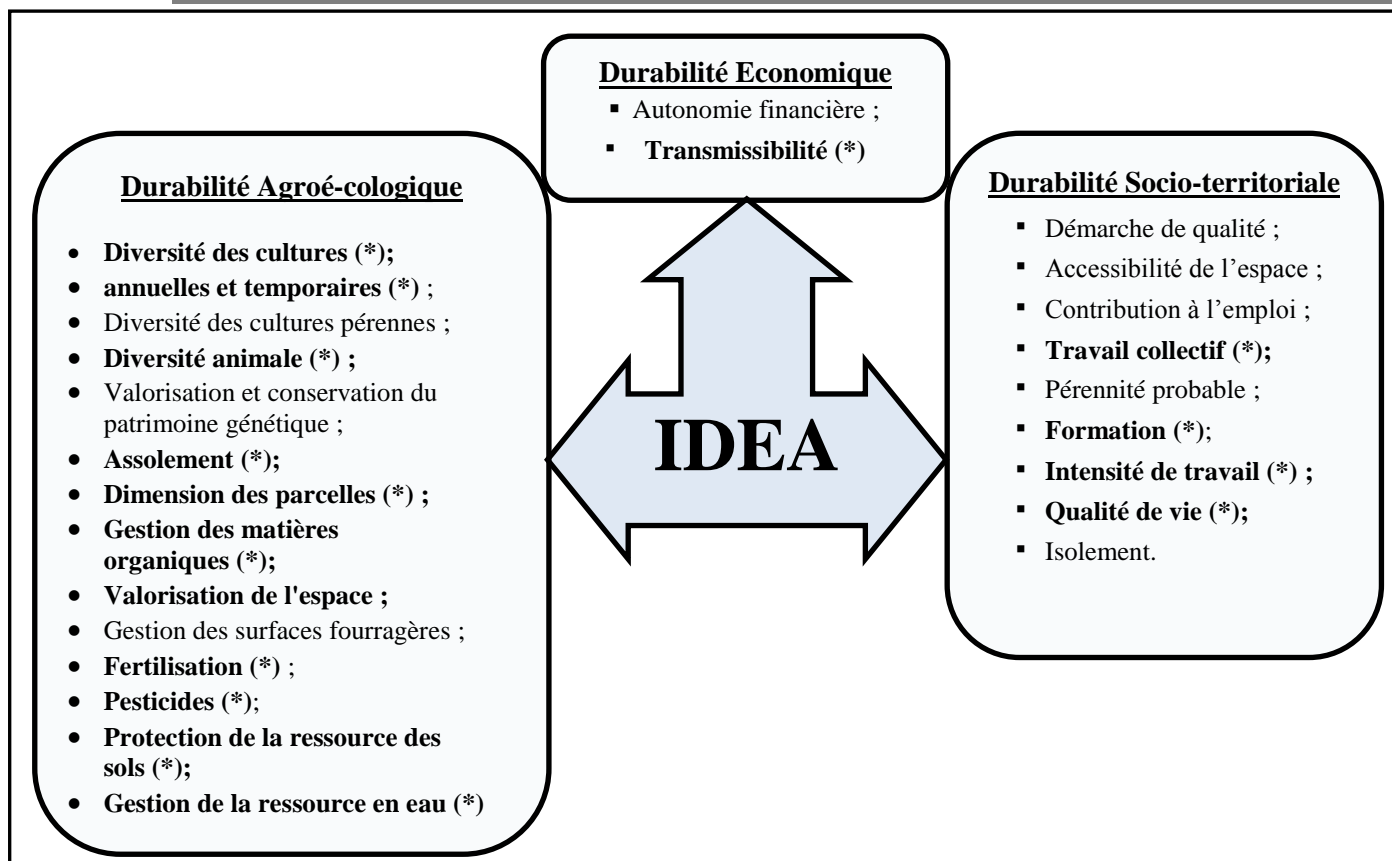 Durabilité Economique
▪ Autonomie financière ;
▪ Transmissibilité (*)
Durabilité Agroé-cologique
• Diversité des cultures (*);
• annuelles et temporaires (*) ;
• Diversité des cultures pérennes ;
• Diversité animale (*) ;
• Valorisation et conservation du
patrimoine génétique ;
• Assolement (*);
• Dimension des parcelles (*) ;
• Gestion des matières
organiques (*);
• Valorisation de l'espace ;
• Gestion des surfaces fourragères ;
• Fertilisation (*) ;
• Pesticides (*);
• Protection de la ressource des
sols (*);
• Gestion de la ressource en eau (*)
IDEA
Durabilité Socio-territoriale
▪ Démarche de qualité ;
▪ Accessibilité de l’espace ;
▪ Contribution à l’emploi ;
▪ Travail collectif (*);
▪ Pérennité probable ;
▪ Formation (*);
▪ Intensité de travail (*) ;
▪ Qualité de vie (*);
▪ Isolement.